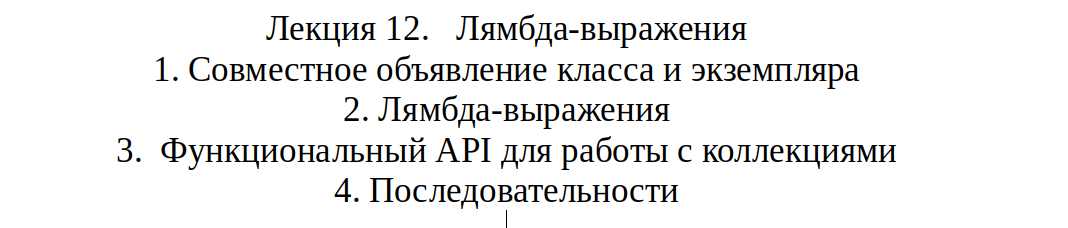 Лекция 12. Лямбда-выражения
1. Совместное объявление класса и экземпляра
2. Лямбда-выражения
3. Функциональный API для работы с коллекциями
4. Последовательности